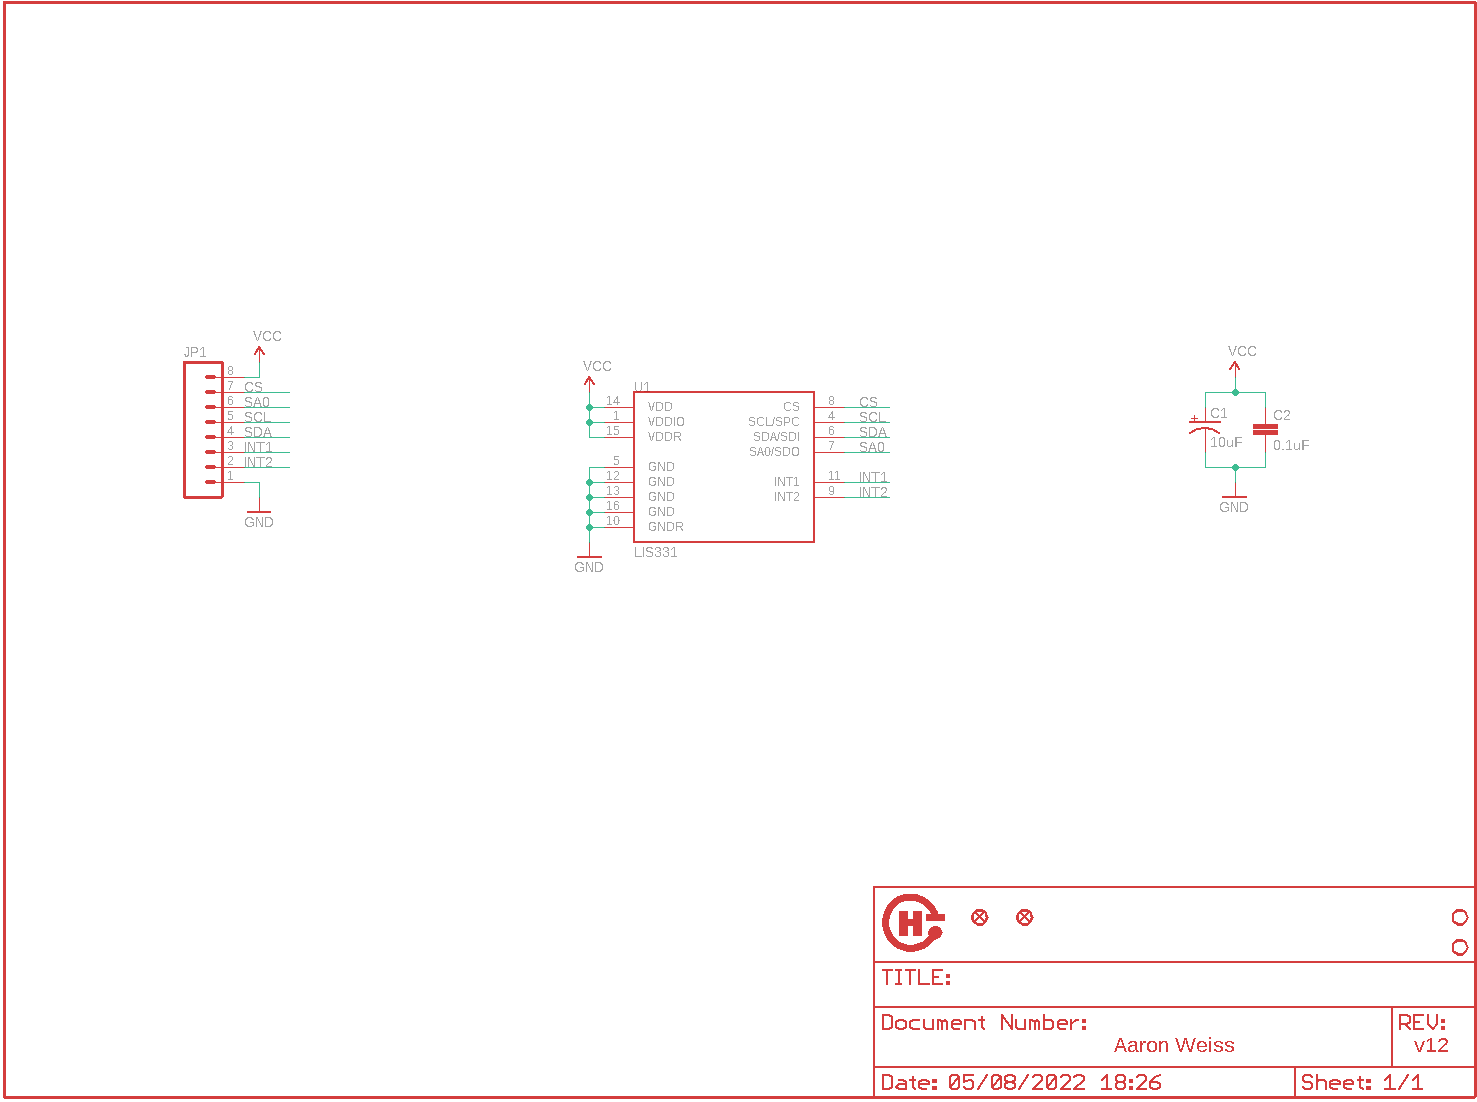 VCC
JP1
8
7 CS
6 SA0
5 SCL
4 SDA
3 INT1
2 INT2
1
GND
VCC
U1
14 VDD CS 8 CS
1 VDDIO SCL/SPC 4 SCL
15 VDDR SDA/SDI 6 SDA
SA0/SDO 7 SA0
5 GND
12 GND INT1 11 INT1
13 GND INT2 9 INT2
16 GND
10 GNDR
LIS331
GND
VCC
+ C1 C2
10uF 0.1uF
GND
H
TITLE:
Document Number:
Aaron Weiss
REV:
v12
Date: 05/08/2022 18:26
Sheet: 1/1